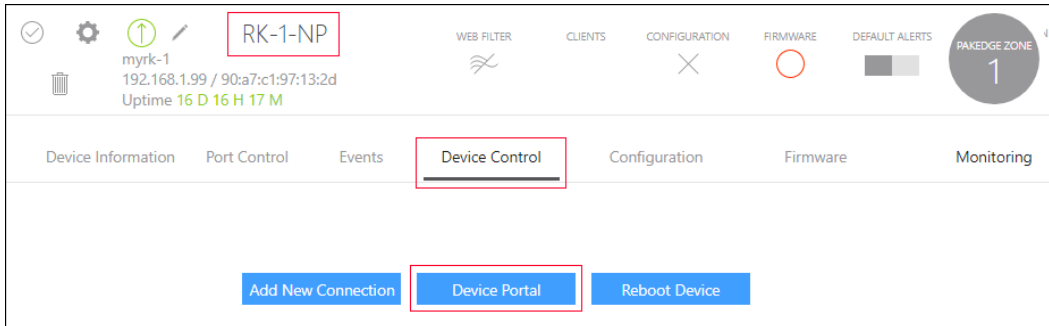 RK-1-NP
myrk-1
192.168.1.99 / 90:a7:c1:97:13:2d
Uptime 16 D 16 H 17 M
WEB FILTER
CLIENTS
CONFIGURATION
FIRMWARE
DEFAULT ALERTS
PAKEDGE ZONE
1
Device Information
Port Control
Events
Device Control
Configuration
Firmware
Monitoring
Add New Connection
Device Portal
Reboot Device